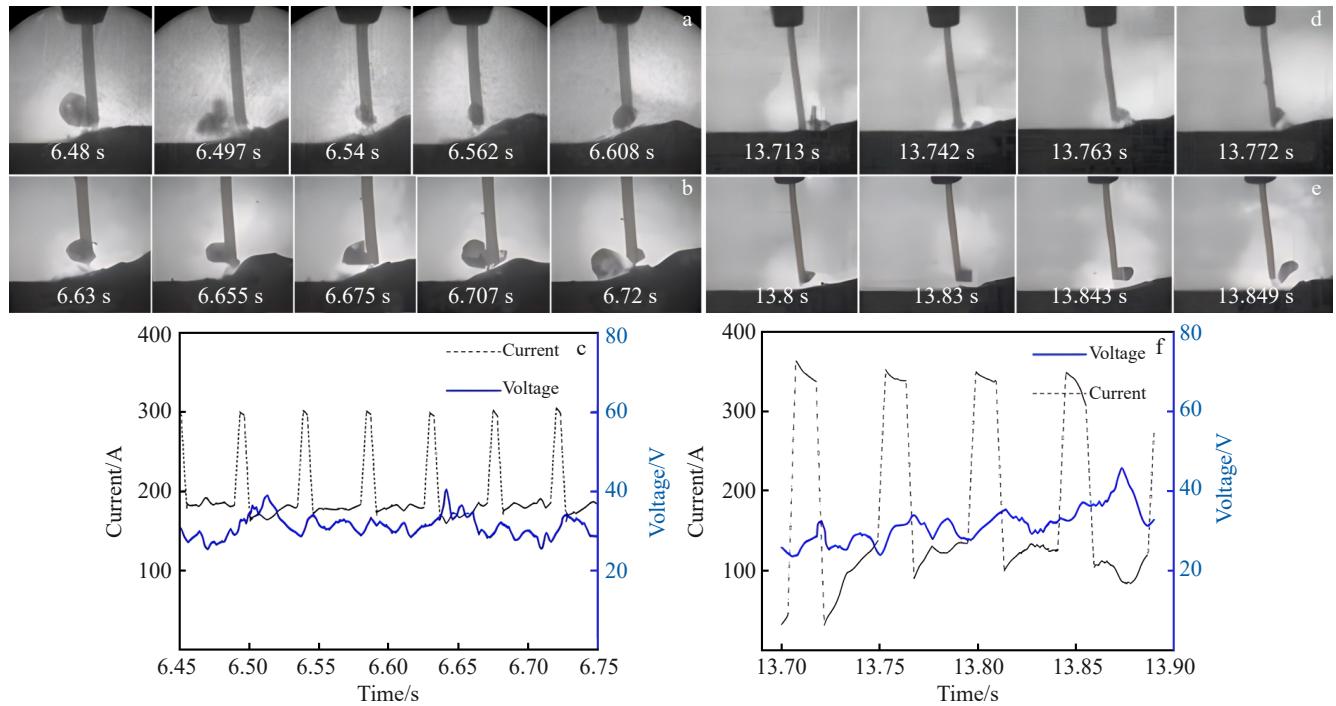 a
6.48 s 6.497 s 6.54 s 6.562 s 6.608 s
b
6.63 s 6.655 s 6.675 s 6.707 s 6.72 s
400
300
200
100
Current/A
80
60
40
20
0
Voltage/V
Current c
Voltage
6.45 6.50 6.55 6.60 6.65 6.70 6.75
Time/s
d
13.713 s 13.742 s 13.763 s 13.772 s
e
13.8 s 13.83 s 13.843 s 13.849 s
400
300
200
100
Current/A
80
60
40
20
0
Voltage/V
f
Voltage
Current
13.70 13.75 13.80 13.85 13.90
Time/s